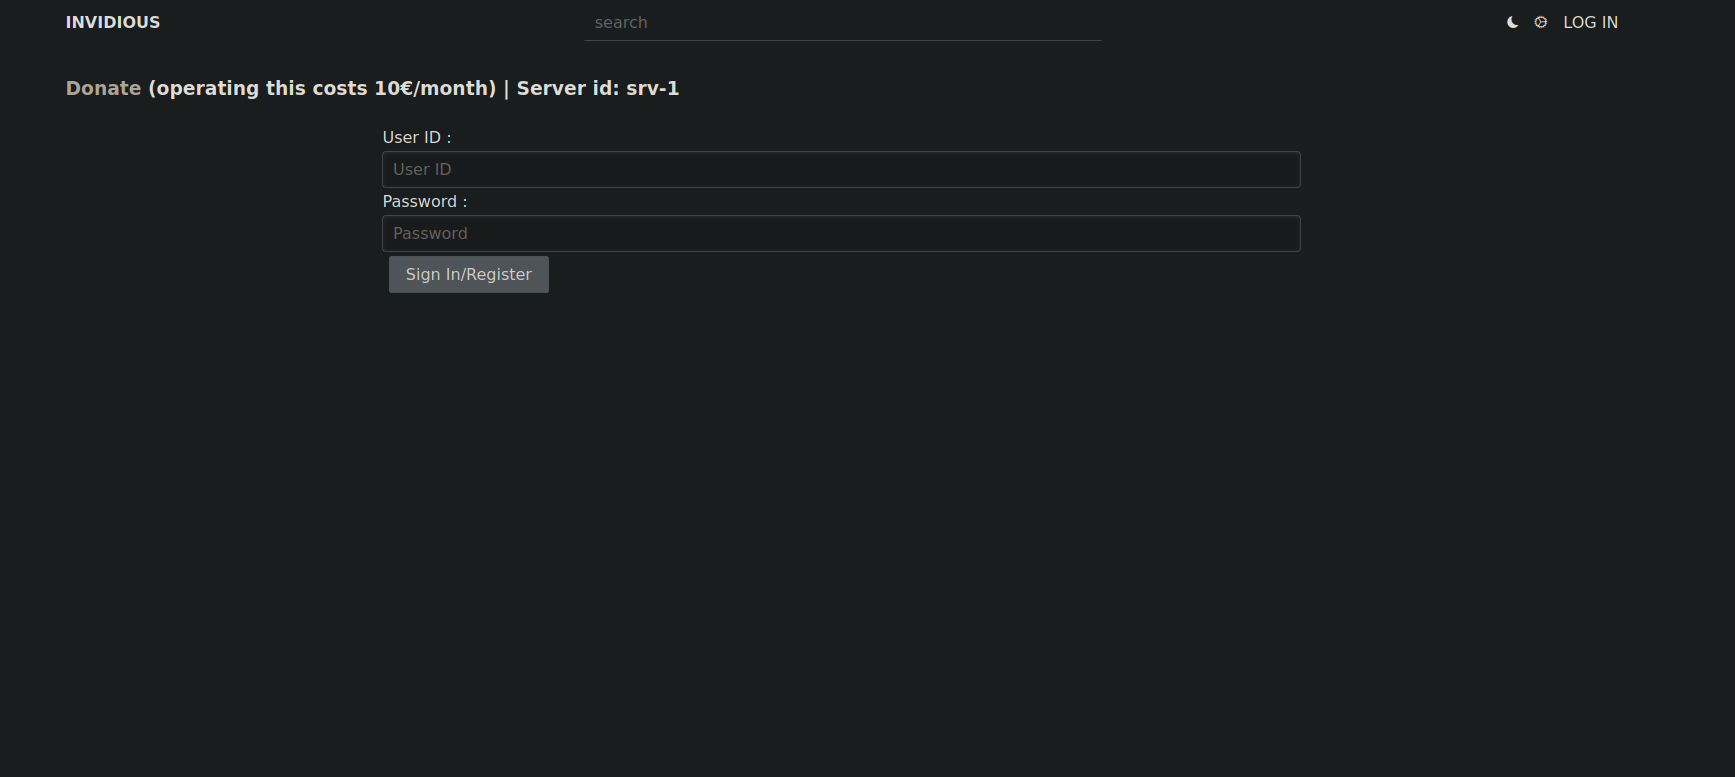 INVIDIOUS
search
LOG IN
Donate (operating this costs 10€/month) | Server id: srv-1
User ID :
User ID
Password :
Password
Sign In/Register